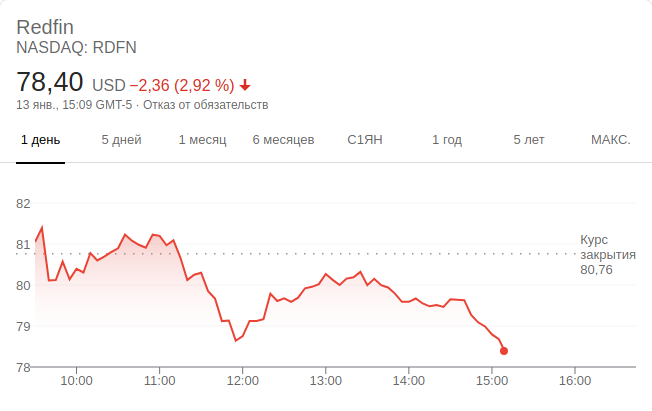 Redfin
NASDAQ: RDFN
78,40 USD −2,36 (2,92 %)
13 янв., 15:09 GMT-5 · Отказ от обязательств
1 день 5 дней 1 месяц 6 месяцев С1ЯН 1 год 5 лет МАКС.
82
81
80
79
78
Курс
закрытия
80,76
10:00 11:00 12:00 13:00 14:00 15:00 16:00